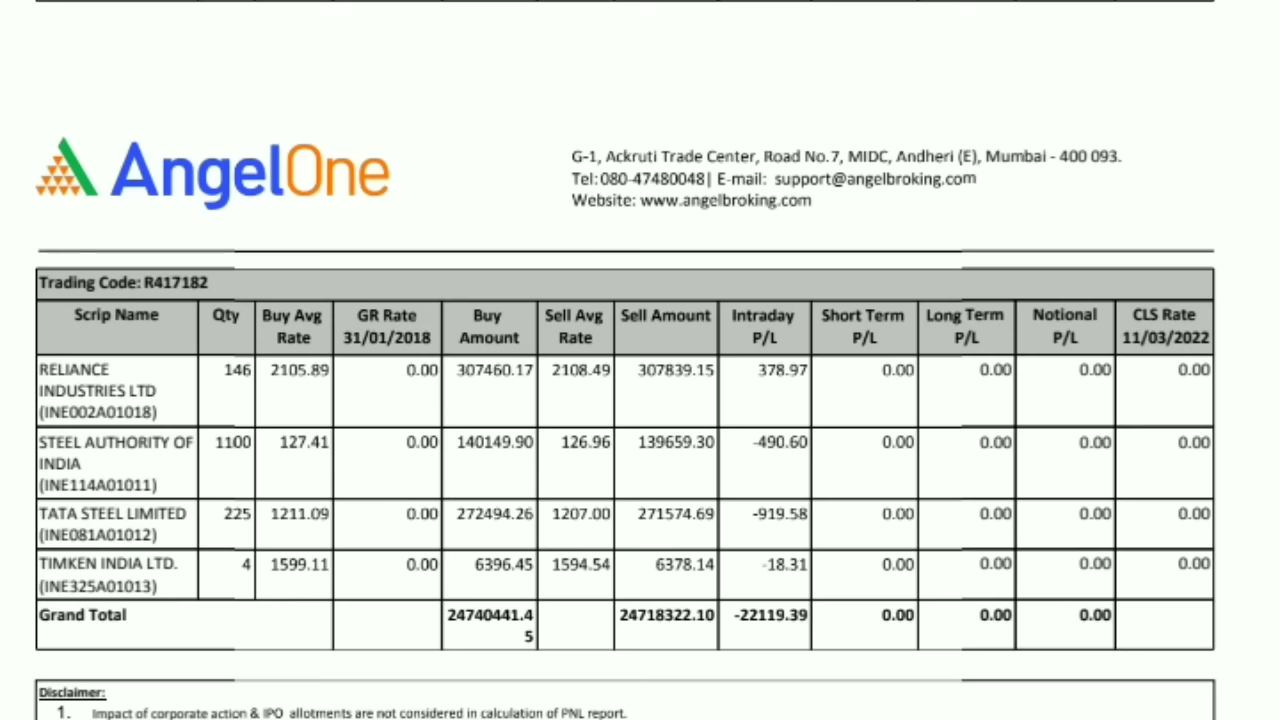 AngelOne
G-1, Ackruti Trade Center, Road No.7, MIDC, Andheri (E), Mumbai - 400 093.
Tel:080-47480048| E-mail: support@angelbroking.com
Website: www.angelbroking.com
Trading Code: R417182
Scrip Name Qty Buy Avg Rate GR Rate 31/01/2018 Buy Amount Sell Avg Rate Sell Amount Intraday P/L Short Term P/L Long Term P/L Notional P/L CLS Rate 11/03/2022
RELIANCE 146 2105.89 0.00 307460.17 2108.49 307839.15 378.97 0.00 0.00 0.00 0.00
INDUSTRIES LTD
(INE002A01018)
STEEL AUTHORITY OF 1100 127.41 0.00 140149.90 126.96 139659.30 -490.60 0.00 0.00 0.00 0.00
INDIA
(INE114A01011)
TATA STEEL LIMITED 225 1211.09 0.00 272494.26 1207.00 271574.69 -919.58 0.00 0.00 0.00 0.00
(INE081A01012)
TIMKEN INDIA LTD. 4 1599.11 0.00 6396.45 1594.54 6378.14 -18.31 0.00 0.00 0.00 0.00
(INE325A01013)
Grand Total 24740441.4 24718322.10 -22119.39 0.00 0.00 0.00
5
Disclaimer:
1. Impact of corporate action & IPO allotments are not considered in calculation of PNL report.